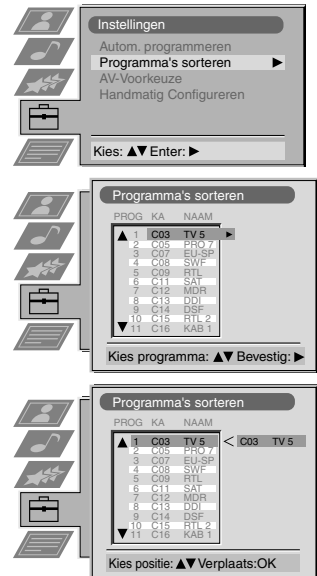 Instellingen
Autom. programmeren
Programma's sorteren ▶
AV-Voorkeuze
Handmatig Configureren
Kies: ▲▼ Enter: ▶
Programma's sorteren
PROG KA NAAM
▲ 1 C03 TV 5 ▶
2 C05 PRO 7
3 C07 EU-SP
4 C08 SWF
5 C09 RTL
6 C11 SAT
7 C12 MDR
8 C13 DDI
9 C14 DSF
10 C15 RTL 2
▼ 11 C16 KAB 1
Kies programma: ▲▼ Bevestig: ▶
Programma's sorteren
PROG KA NAAM
▲ 1 C03 TV 5 < C03 TV 5
2 C05 PRO 7
3 C07 EU-SP
4 C08 SWF
5 C09 RTL
6 C11 SAT
7 C12 MDR
8 C13 DDI
9 C14 DSF
10 C15 RTL 2
▼ 11 C16 KAB 1
Kies positie: ▲▼ Verplaats:OK